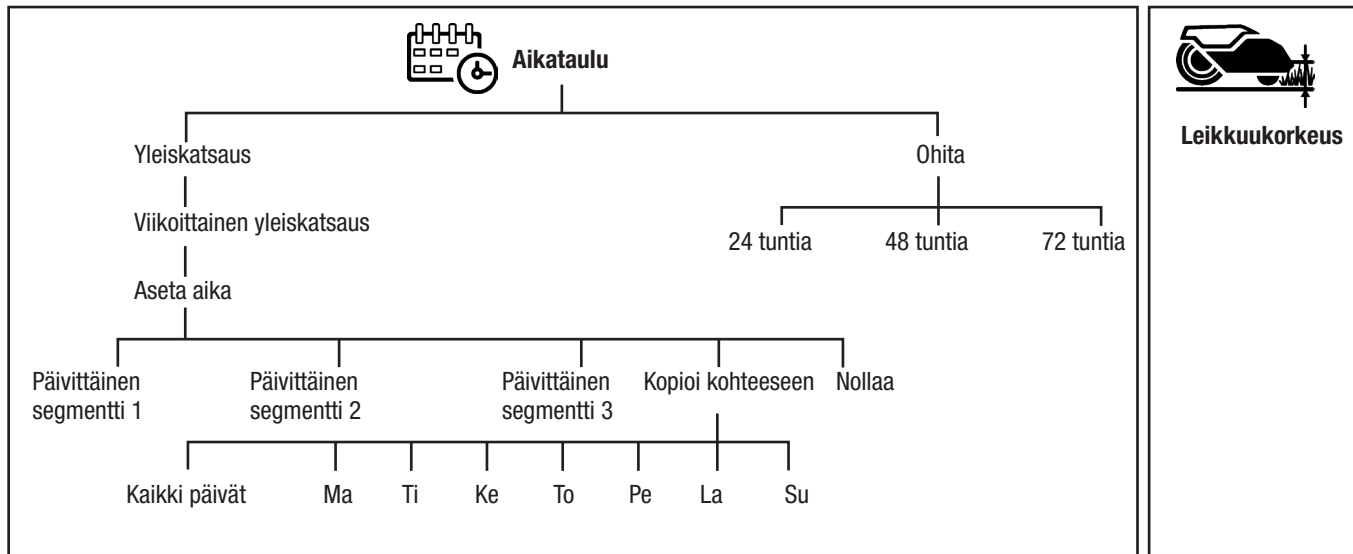 Aikataulu
Yleiskatsaus
Ohita
Viikoittainen yleiskatsaus
24 tuntia
48 tuntia
72 tuntia
Aseta aika
Päivittäinen
segmentti 1
Päivittäinen
segmentti 2
Päivittäinen
segmentti 3
Kopioi kohteeseen
Nollaa
Kaikki päivät
Ma
Ti
Ke
To
Pe
La
Su
Leikkuukorkeus